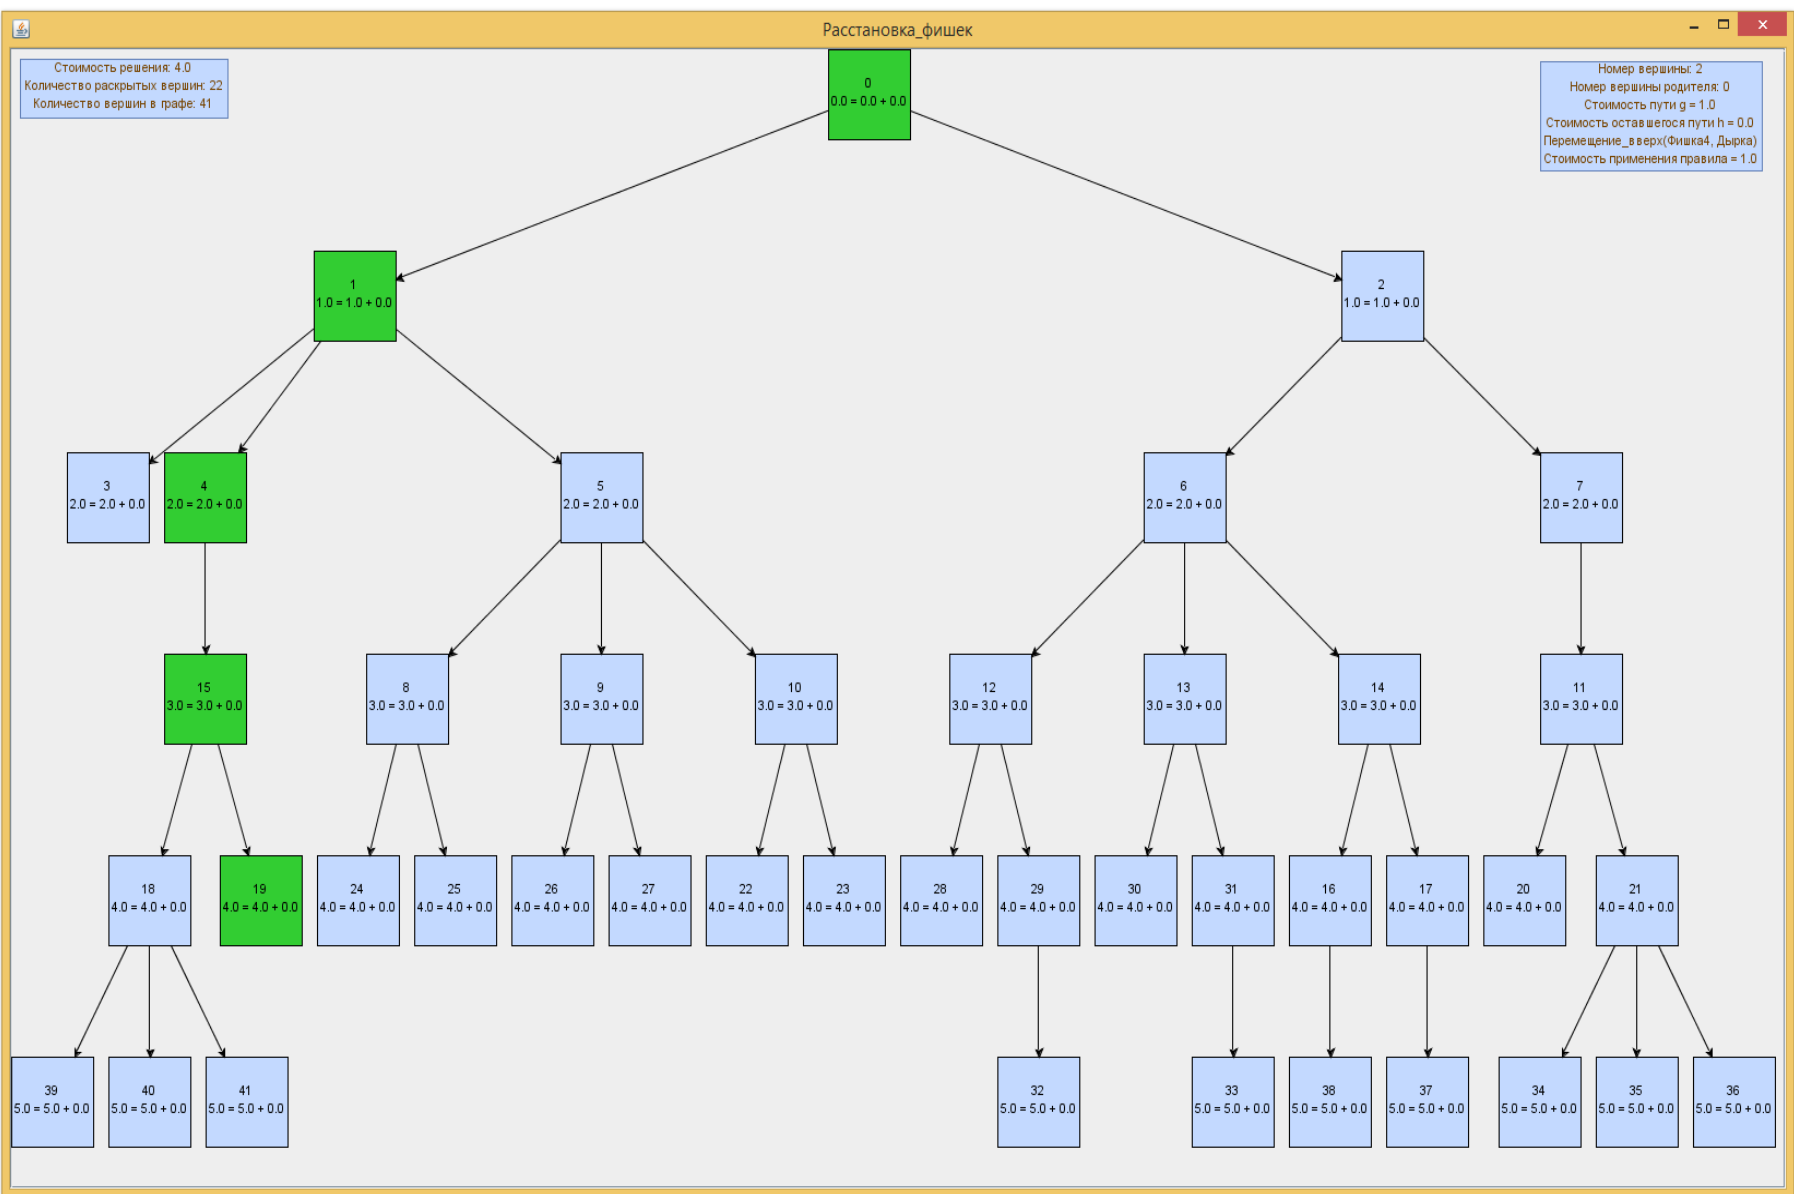 Расстановка_фишек
Стоимость решения: 4.0
Количество раскрытых вершин: 22
Количество вершин в графе: 41
Номер вершины: 2
Номер вершины родителя: 0
Стоимость пути g = 1.0
Стоимость оставшегося пути h = 0.0
Перемещение_вверх(Фишка4, Дырка)
Стоимость применения правила = 1.0
0
0.0 = 0.0 + 0.0
1
1.0 = 1.0 + 0.0
2
1.0 = 1.0 + 0.0
3
2.0 = 2.0 + 0.0
4
2.0 = 2.0 + 0.0
5
2.0 = 2.0 + 0.0
6
2.0 = 2.0 + 0.0
7
2.0 = 2.0 + 0.0
15
3.0 = 3.0 + 0.0
8
3.0 = 3.0 + 0.0
9
3.0 = 3.0 + 0.0
10
3.0 = 3.0 + 0.0
12
3.0 = 3.0 + 0.0
13
3.0 = 3.0 + 0.0
14
3.0 = 3.0 + 0.0
11
3.0 = 3.0 + 0.0
18
4.0 = 4.0 + 0.0
19
4.0 = 4.0 + 0.0
24
4.0 = 4.0 + 0.0
25
4.0 = 4.0 + 0.0
26
4.0 = 4.0 + 0.0
27
4.0 = 4.0 + 0.0
22
4.0 = 4.0 + 0.0
23
4.0 = 4.0 + 0.0
28
4.0 = 4.0 + 0.0
29
4.0 = 4.0 + 0.0
30
4.0 = 4.0 + 0.0
31
4.0 = 4.0 + 0.0
16
4.0 = 4.0 + 0.0
17
4.0 = 4.0 + 0.0
20
4.0 = 4.0 + 0.0
21
4.0 = 4.0 + 0.0
39
5.0 = 5.0 + 0.0
40
5.0 = 5.0 + 0.0
41
5.0 = 5.0 + 0.0
32
5.0 = 5.0 + 0.0
33
5.0 = 5.0 + 0.0
38
5.0 = 5.0 + 0.0
37
5.0 = 5.0 + 0.0
34
5.0 = 5.0 + 0.0
35
5.0 = 5.0 + 0.0
36
5.0 = 5.0 + 0.0